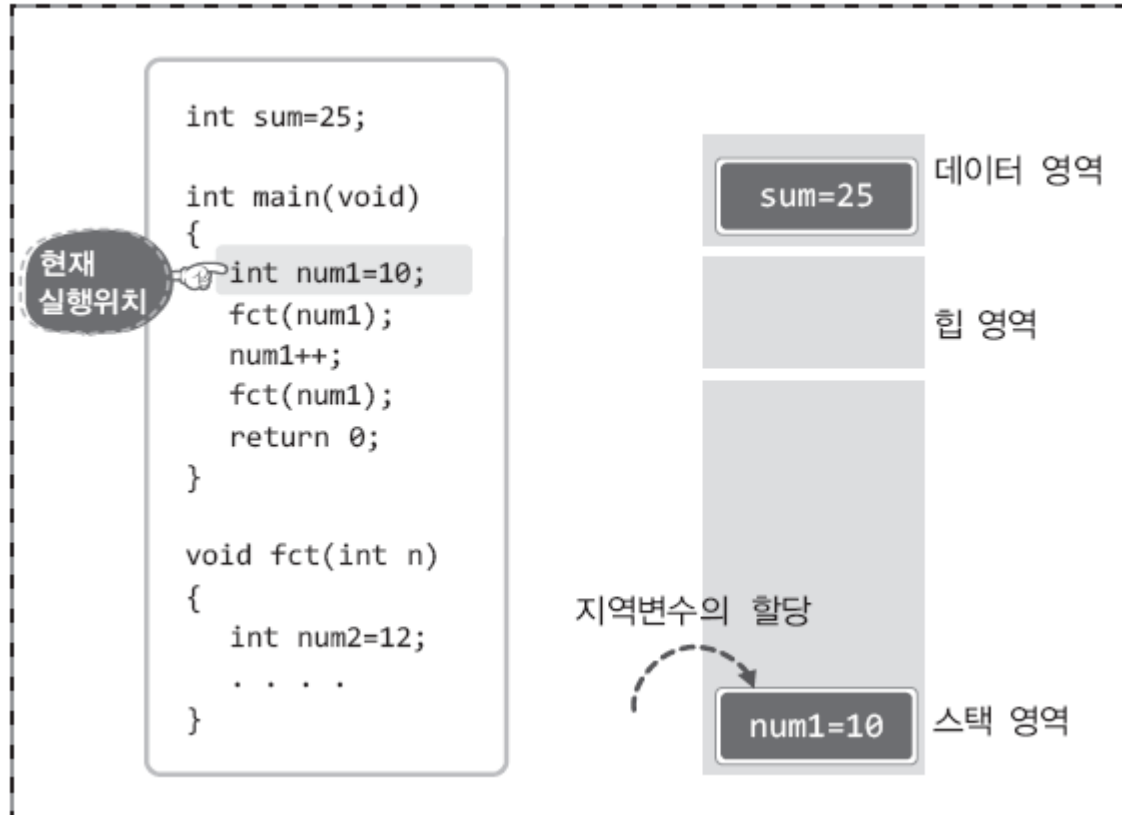 int sum=25;
int main(void)
{
int num1=10;
fct(num1);
num1++;
fct(num1);
return 0;
}
void fct(int n)
{
int num2=12;
. . . .
}
현재
실행위치
sum=25
데이터 영역
힙 영역
지역변수의 할당
num1=10
스택 영역